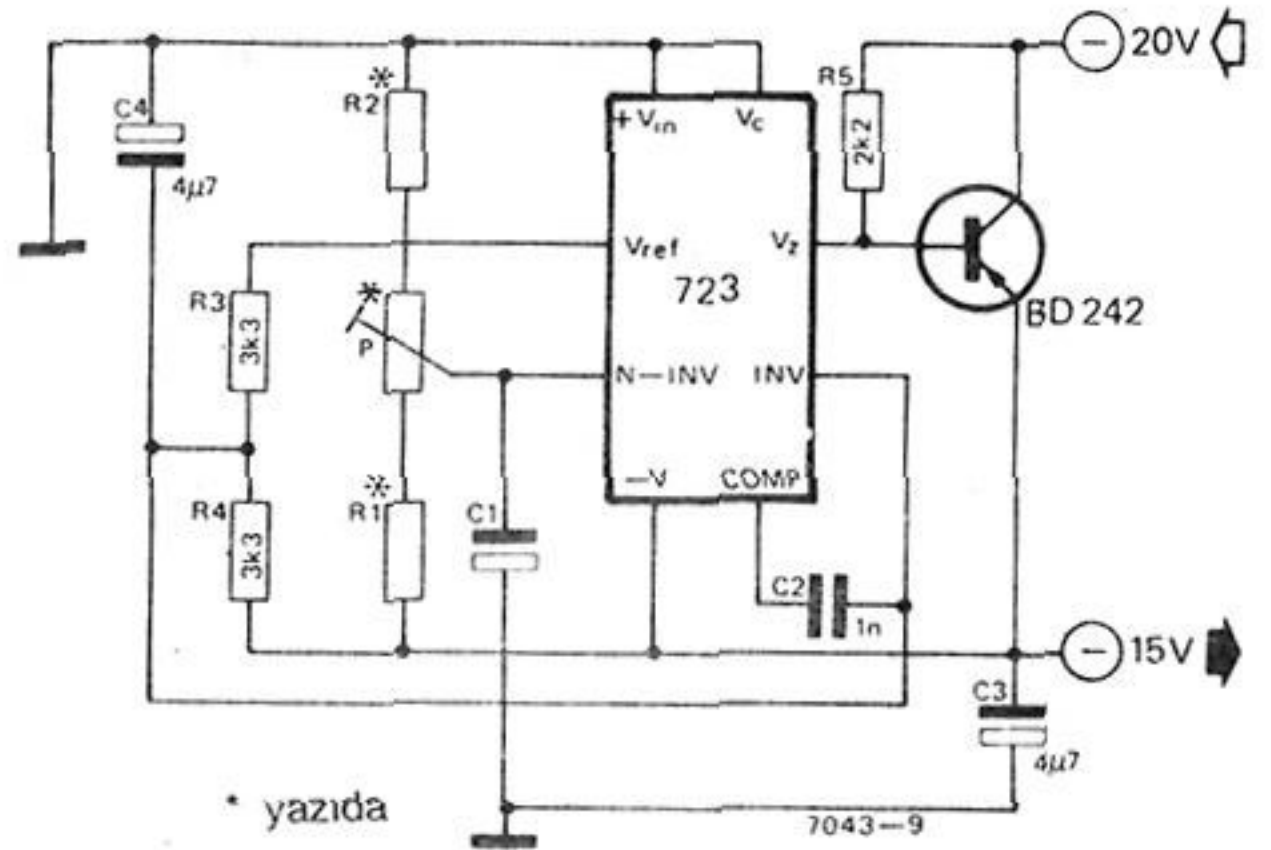 − 20V
C4
4µ7
*
R2
+Vin
Vc
R5
2k2
Vref
Vz
723
R3
3k3
*
P
BD 242
N−INV
INV
R4
3k3
*
R1
C1
−V
COMP
C2
1n
− 15V
C3
4µ7
* yazıda
7043−9